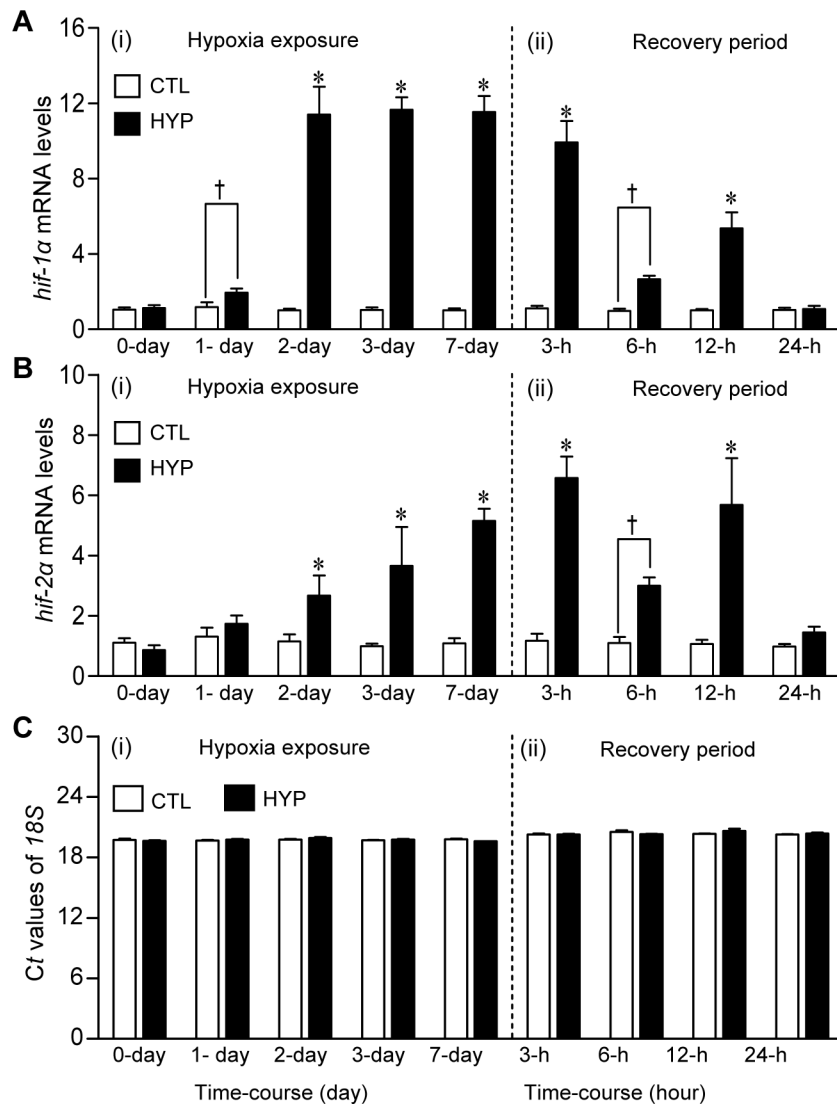 A
(i) Hypoxia exposure (ii) Recovery period
CTL
HYP
hif-1α mRNA levels
16
12
8
4
0
†
*
*
*
*
†
*
0-day 1- day 2-day 3-day 7-day 3-h 6-h 12-h 24-h
B
(i) Hypoxia exposure (ii) Recovery period
CTL
HYP
hif-2α mRNA levels
10
8
6
4
2
0
*
*
*
*
†
*
0-day 1- day 2-day 3-day 7-day 3-h 6-h 12-h 24-h
C
(i) Hypoxia exposure (ii) Recovery period
CTL HYP
Ct values of 18S
30
24
18
12
6
0
0-day 1- day 2-day 3-day 7-day 3-h 6-h 12-h 24-h
Time-course (day) Time-course (hour)